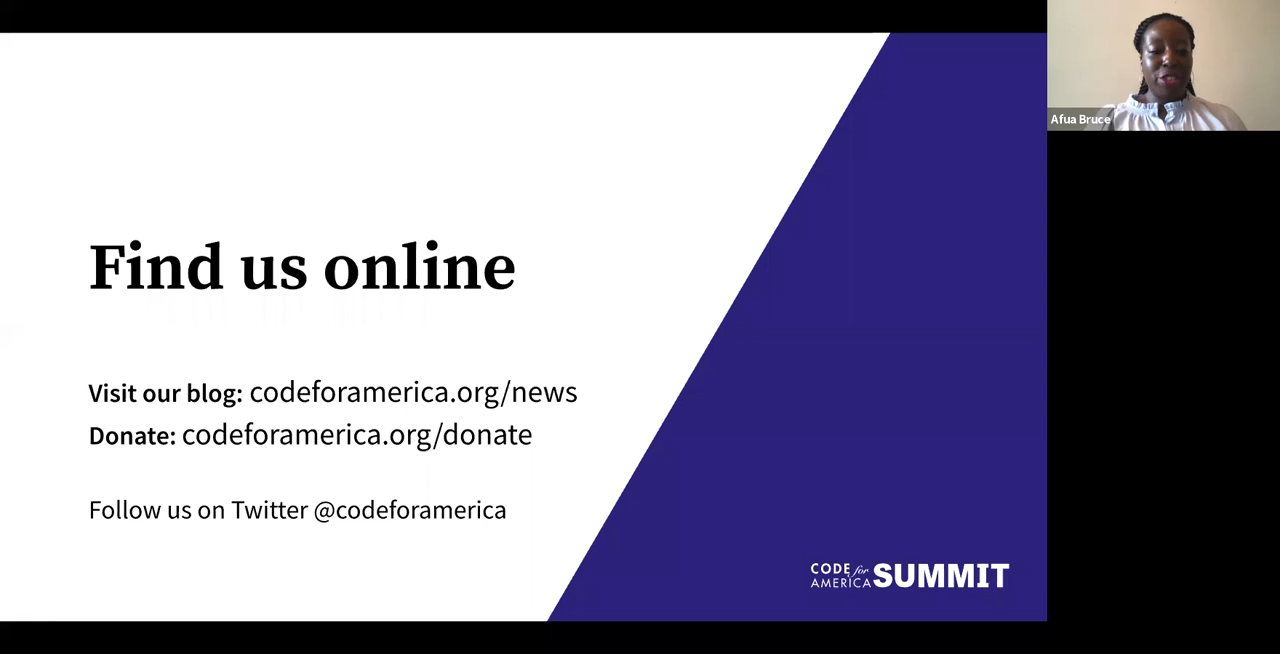 Afua Bruce
Find us online
Visit our blog: codeforamerica.org/news
Donate: codeforamerica.org/donate
Follow us on Twitter @codeforamerica
CODE for
AMERICA SUMMIT